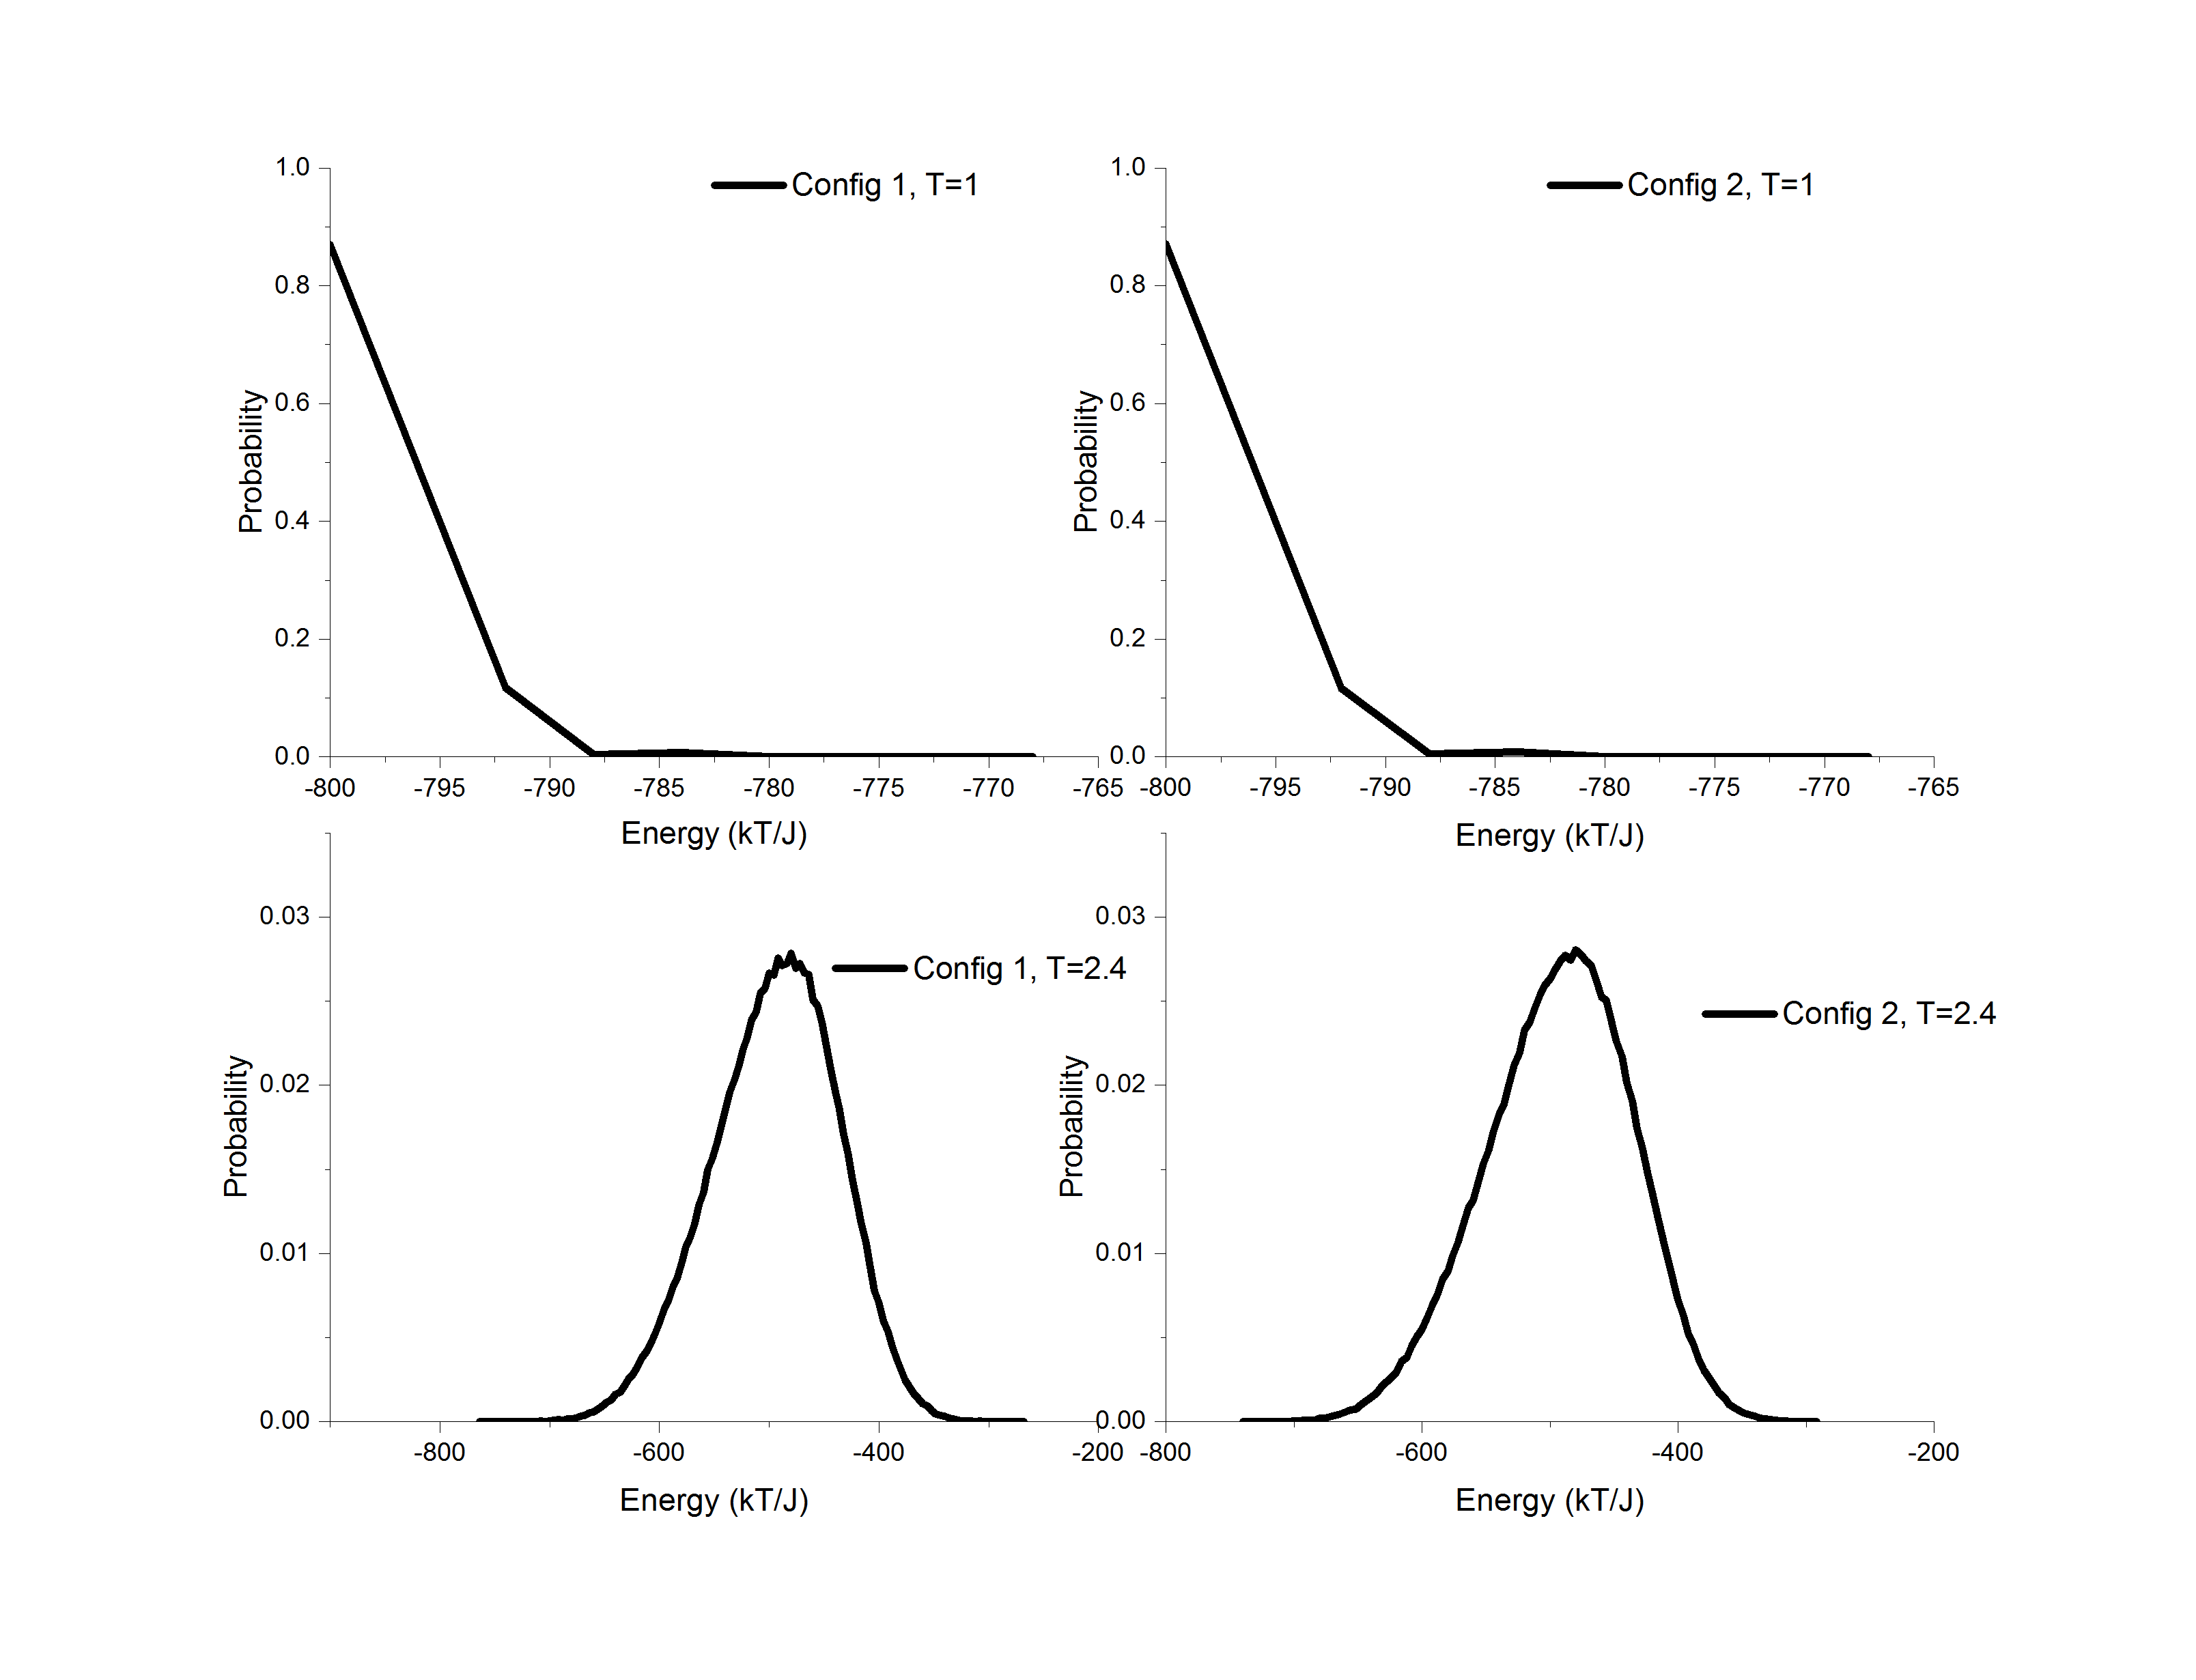 Config 1, T=1
1.0
0.8
0.6
0.4
0.2
0.0
Probability
-800 -795 -790 -785 -780 -775 -770 -765
Energy (kT/J)
Config 2, T=1
1.0
0.8
0.6
0.4
0.2
0.0
Probability
-800 -795 -790 -785 -780 -775 -770 -765
Energy (kT/J)
Config 1, T=2.4
0.03
0.02
0.01
0.00
Probability
-800 -600 -400 -200
Energy (kT/J)
Config 2, T=2.4
0.03
0.02
0.01
0.00
Probability
-800 -600 -400 -200
Energy (kT/J)